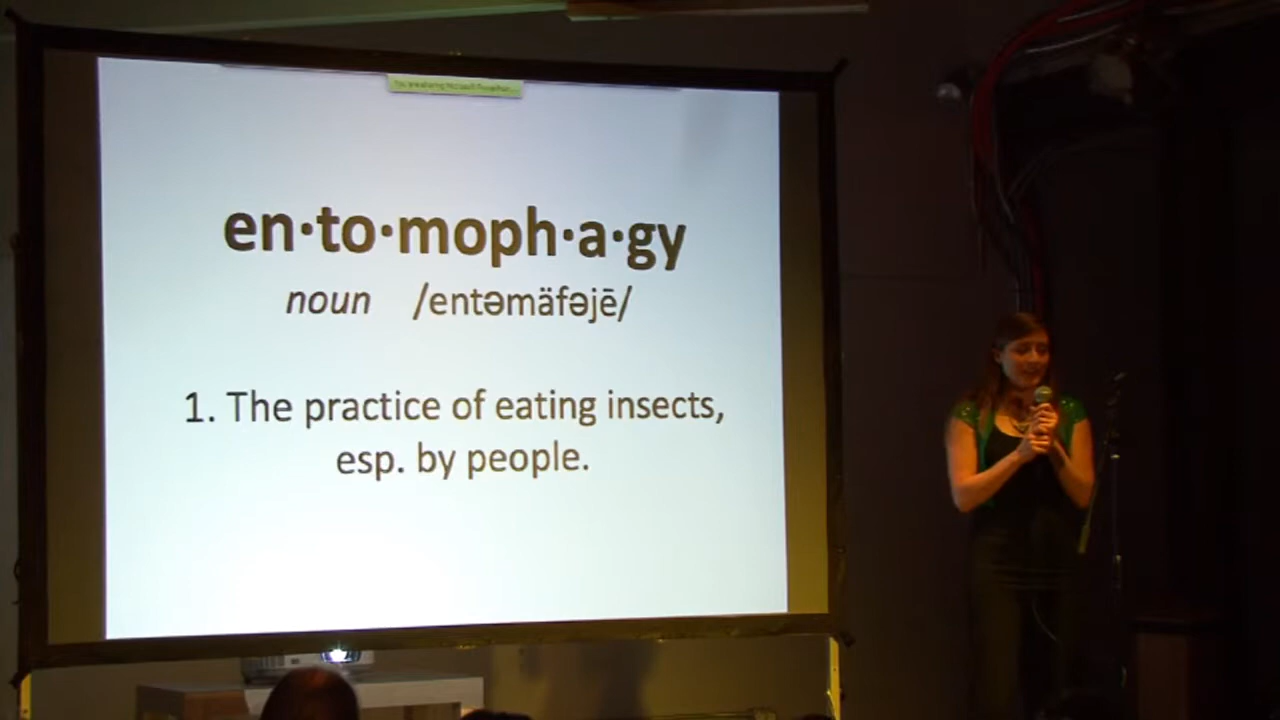 en·to·moph·a·gy
noun /entəmäfəjē/
1. The practice of eating insects,
esp. by people.